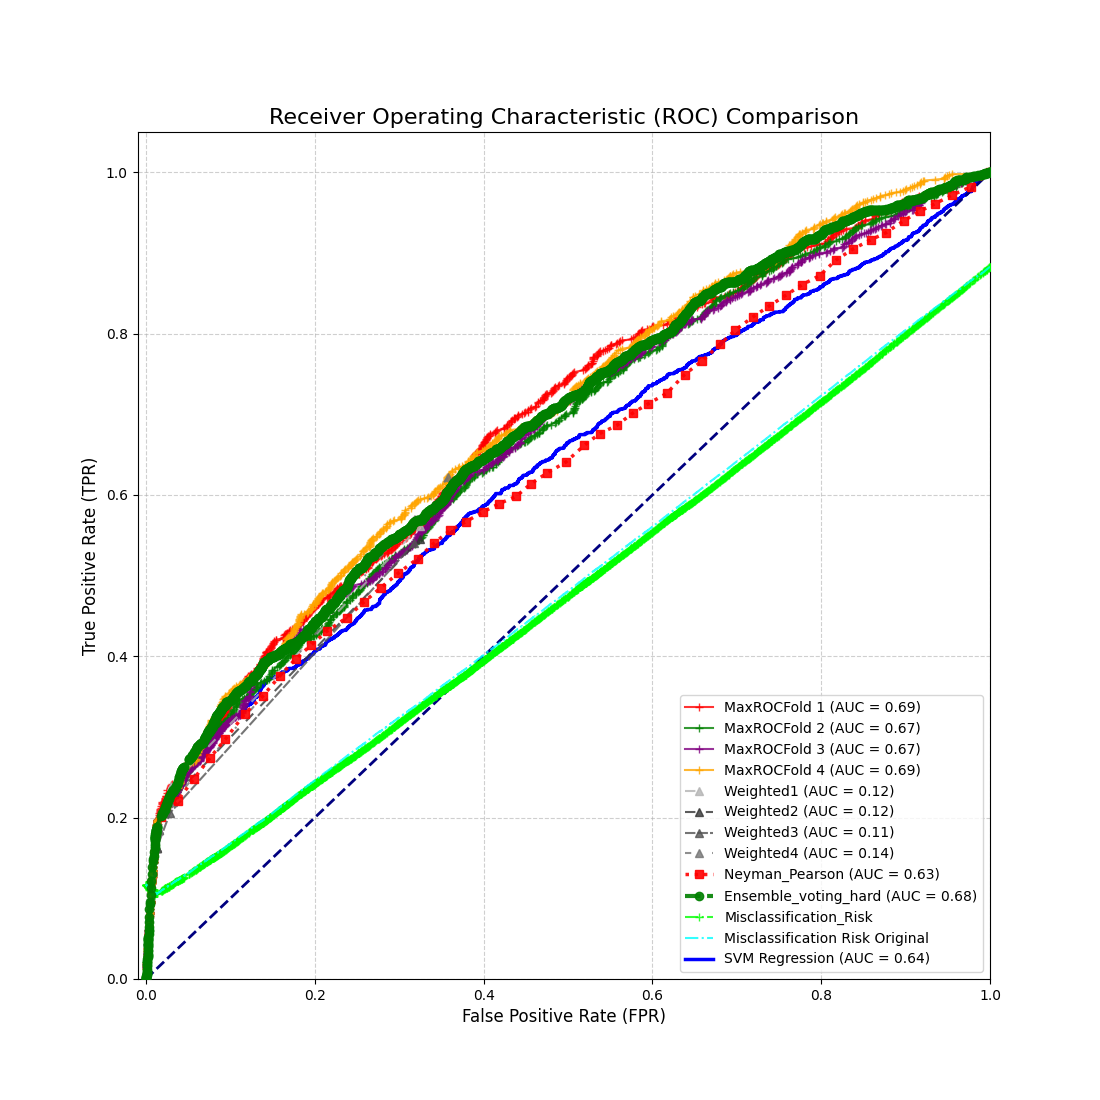 Receiver Operating Characteristic (ROC) Comparison
True Positive Rate (TPR)
1.0
0.8
0.6
0.4
0.2
0.0
MaxROCFold 1 (AUC = 0.69)
MaxROCFold 2 (AUC = 0.67)
MaxROCFold 3 (AUC = 0.67)
MaxROCFold 4 (AUC = 0.69)
Weighted1 (AUC = 0.12)
Weighted2 (AUC = 0.12)
Weighted3 (AUC = 0.11)
Weighted4 (AUC = 0.14)
Neyman_Pearson (AUC = 0.63)
Ensemble_voting_hard (AUC = 0.68)
Misclassification_Risk
Misclassification Risk Original
SVM Regression (AUC = 0.64)
0.0 0.2 0.4 0.6 0.8 1.0
False Positive Rate (FPR)